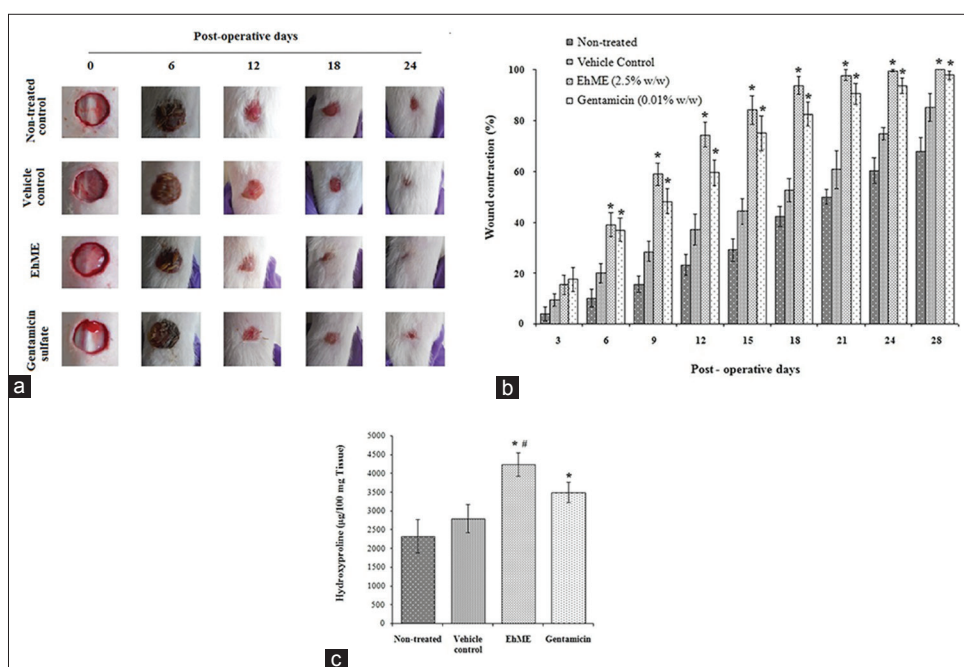 Post-operative days
0 6 12 18 24
Non-treated
control
Vehicle
control
EhME
Gentamicin
sulfate
a
Non-treated
Vehicle Control
EhME (2.5% w/w)
Gentamicin (0.01% w/w)
Wound contraction (%)
100
80
60
40
20
0
* * * * * * * * * * * * * * * *
3 6 9 12 15 18 21 24 28
Post - operative days
b
Hydroxyproline (µg/100 mg Tissue)
5000
4500
4000
3500
3000
2500
2000
1500
1000
500
0
* #
*
Non-treated Vehicle control EhME Gentamicin
c